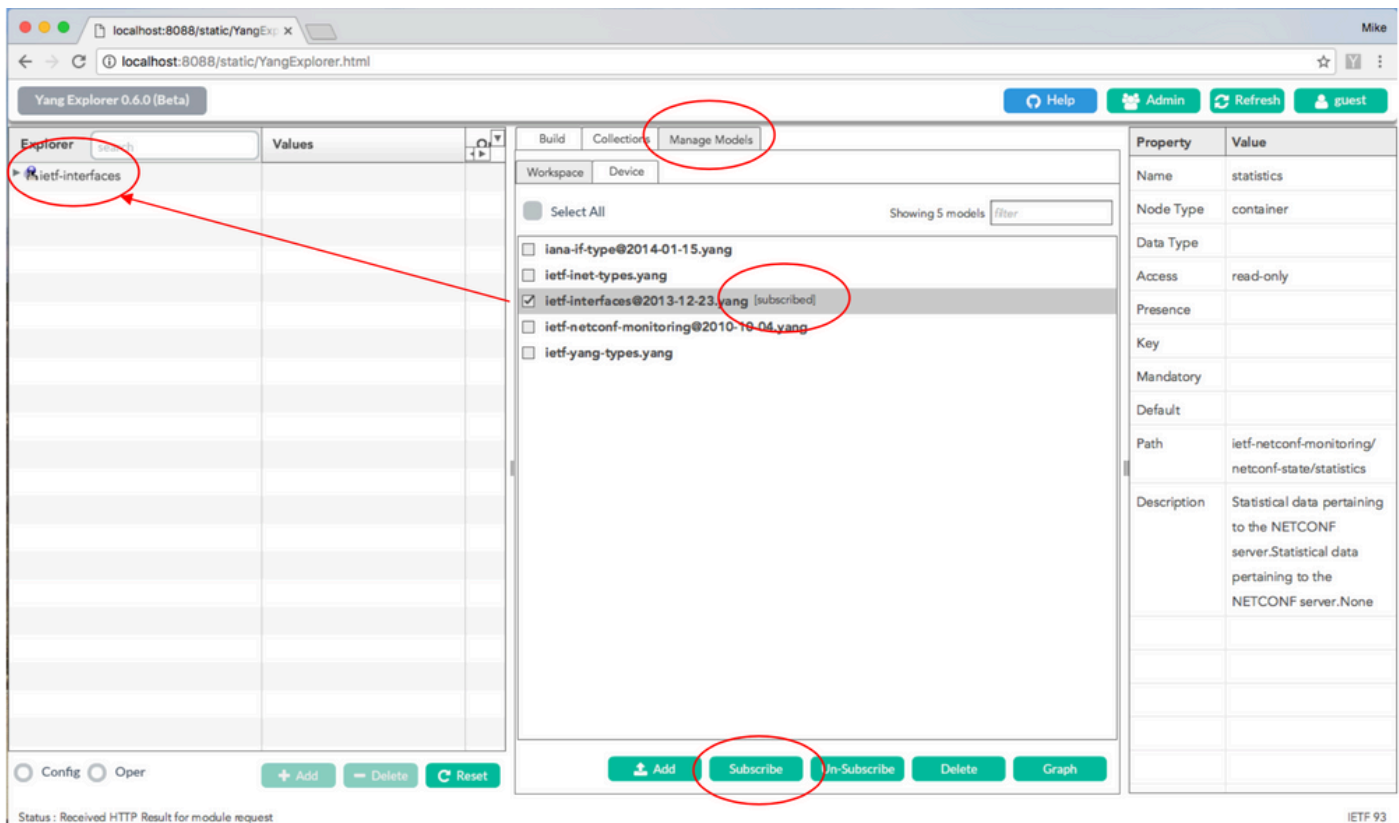 localhost:8088/static/YangEx
Mike
localhost:8088/static/YangExplorer.html
Yang Explorer 0.6.0 (Beta)
Help
Admin
Refresh
guest
Explorer
search
Values
ietf-interfaces
Build
Collections
Manage Models
Workspace
Device
Select All
Showing 5 models
filter
iana-if-type@2014-01-15.yang
ietf-inet-types.yang
ietf-interfaces@2013-12-23.yang [subscribed]
ietf-netconf-monitoring@2010-10-04.yang
ietf-yang-types.yang
Property
Value
Name
statistics
Node Type
container
Data Type
Access
read-only
Presence
Key
Mandatory
Default
Path
ietf-netconf-monitoring/
netconf-state/statistics
Description
Statistical data pertaining
to the NETCONF
server.Statistical data
pertaining to the
NETCONF server.None
Config
Oper
Add
Delete
Reset
Add
Subscribe
Un-Subscribe
Delete
Graph
Status : Received HTTP Result for module request
IETF 93